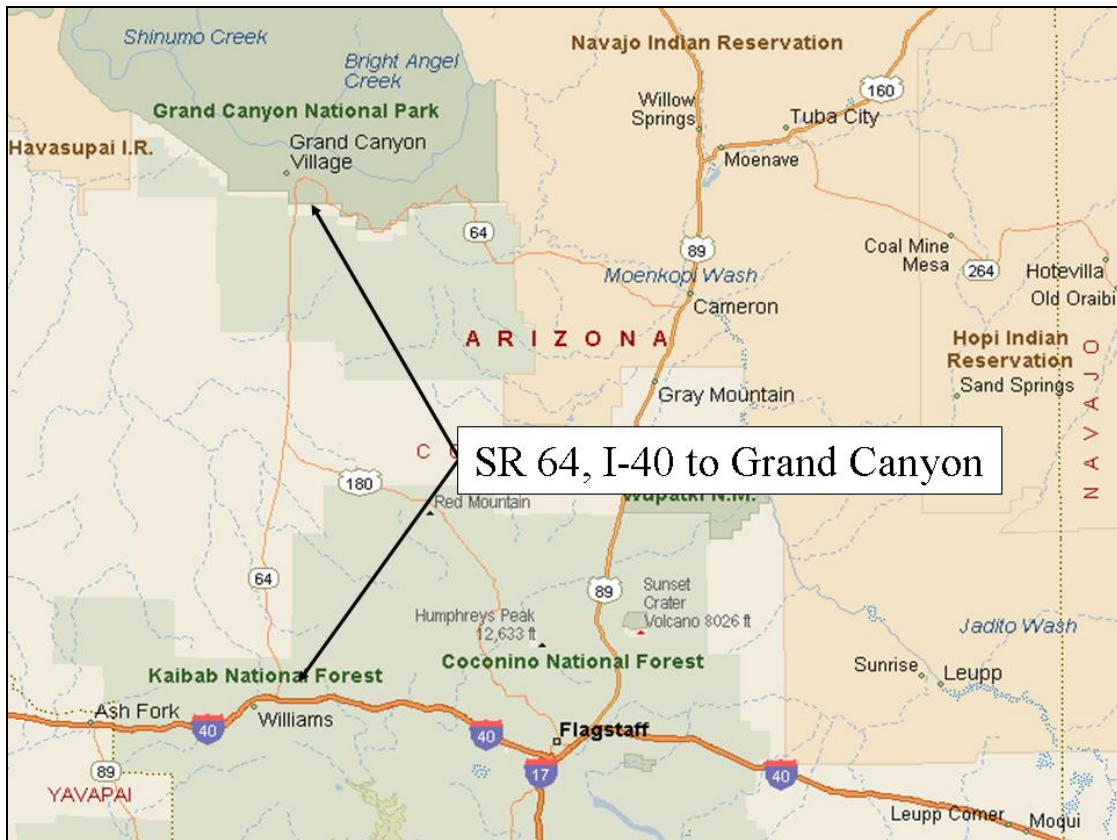 Shinumo Creek
Bright Angel
Creek
Grand Canyon National Park
Grand Canyon
Village
Havasupai I.R.
Navajo Indian Reservation
Willow
Springs
160
Tuba City
Moenave
64
89
Coal Mine
Mesa
264
Hotevilla
Old Oraibi
Moenkopi Wash
Cameron
ARIZONA
Hopi Indian
Reservation
Sand Springs
NAVAJO
Gray Mountain
C
SR 64, I-40 to Grand Canyon
180
Red Mountain
Wupatki N.M.
64
89
Sunset
Crater
Volcano 8026 ft
Humphreys Peak
12,633 ft
Jadito Wash
Kaibab National Forest
Coconino National Forest
Sunrise
Leupp
Ash Fork
40
Williams
40
Flagstaff
17
40
89
YAVAPAI
Leupp Corner
Moqui